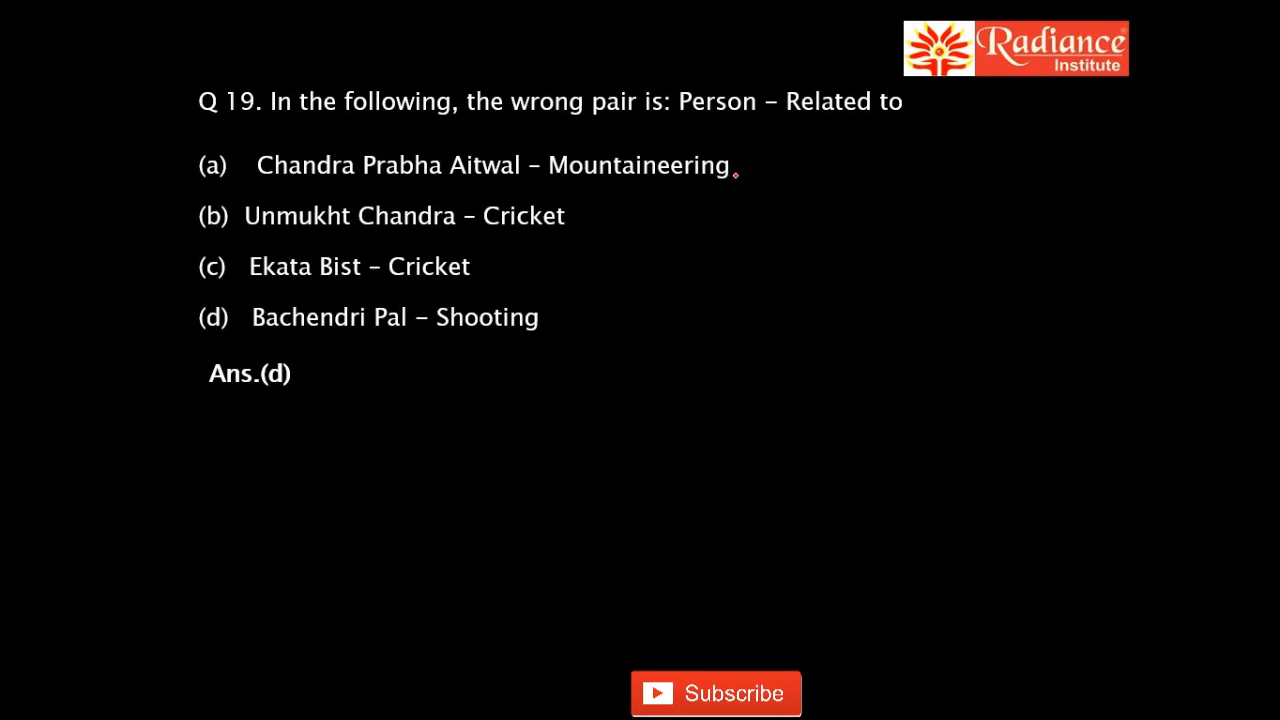 Radiance
Institute
Q 19. In the following, the wrong pair is: Person – Related to
(a) Chandra Prabha Aitwal – Mountaineering
(b) Unmukht Chandra – Cricket
(c) Ekata Bist – Cricket
(d) Bachendri Pal – Shooting
Ans.(d)
Subscribe